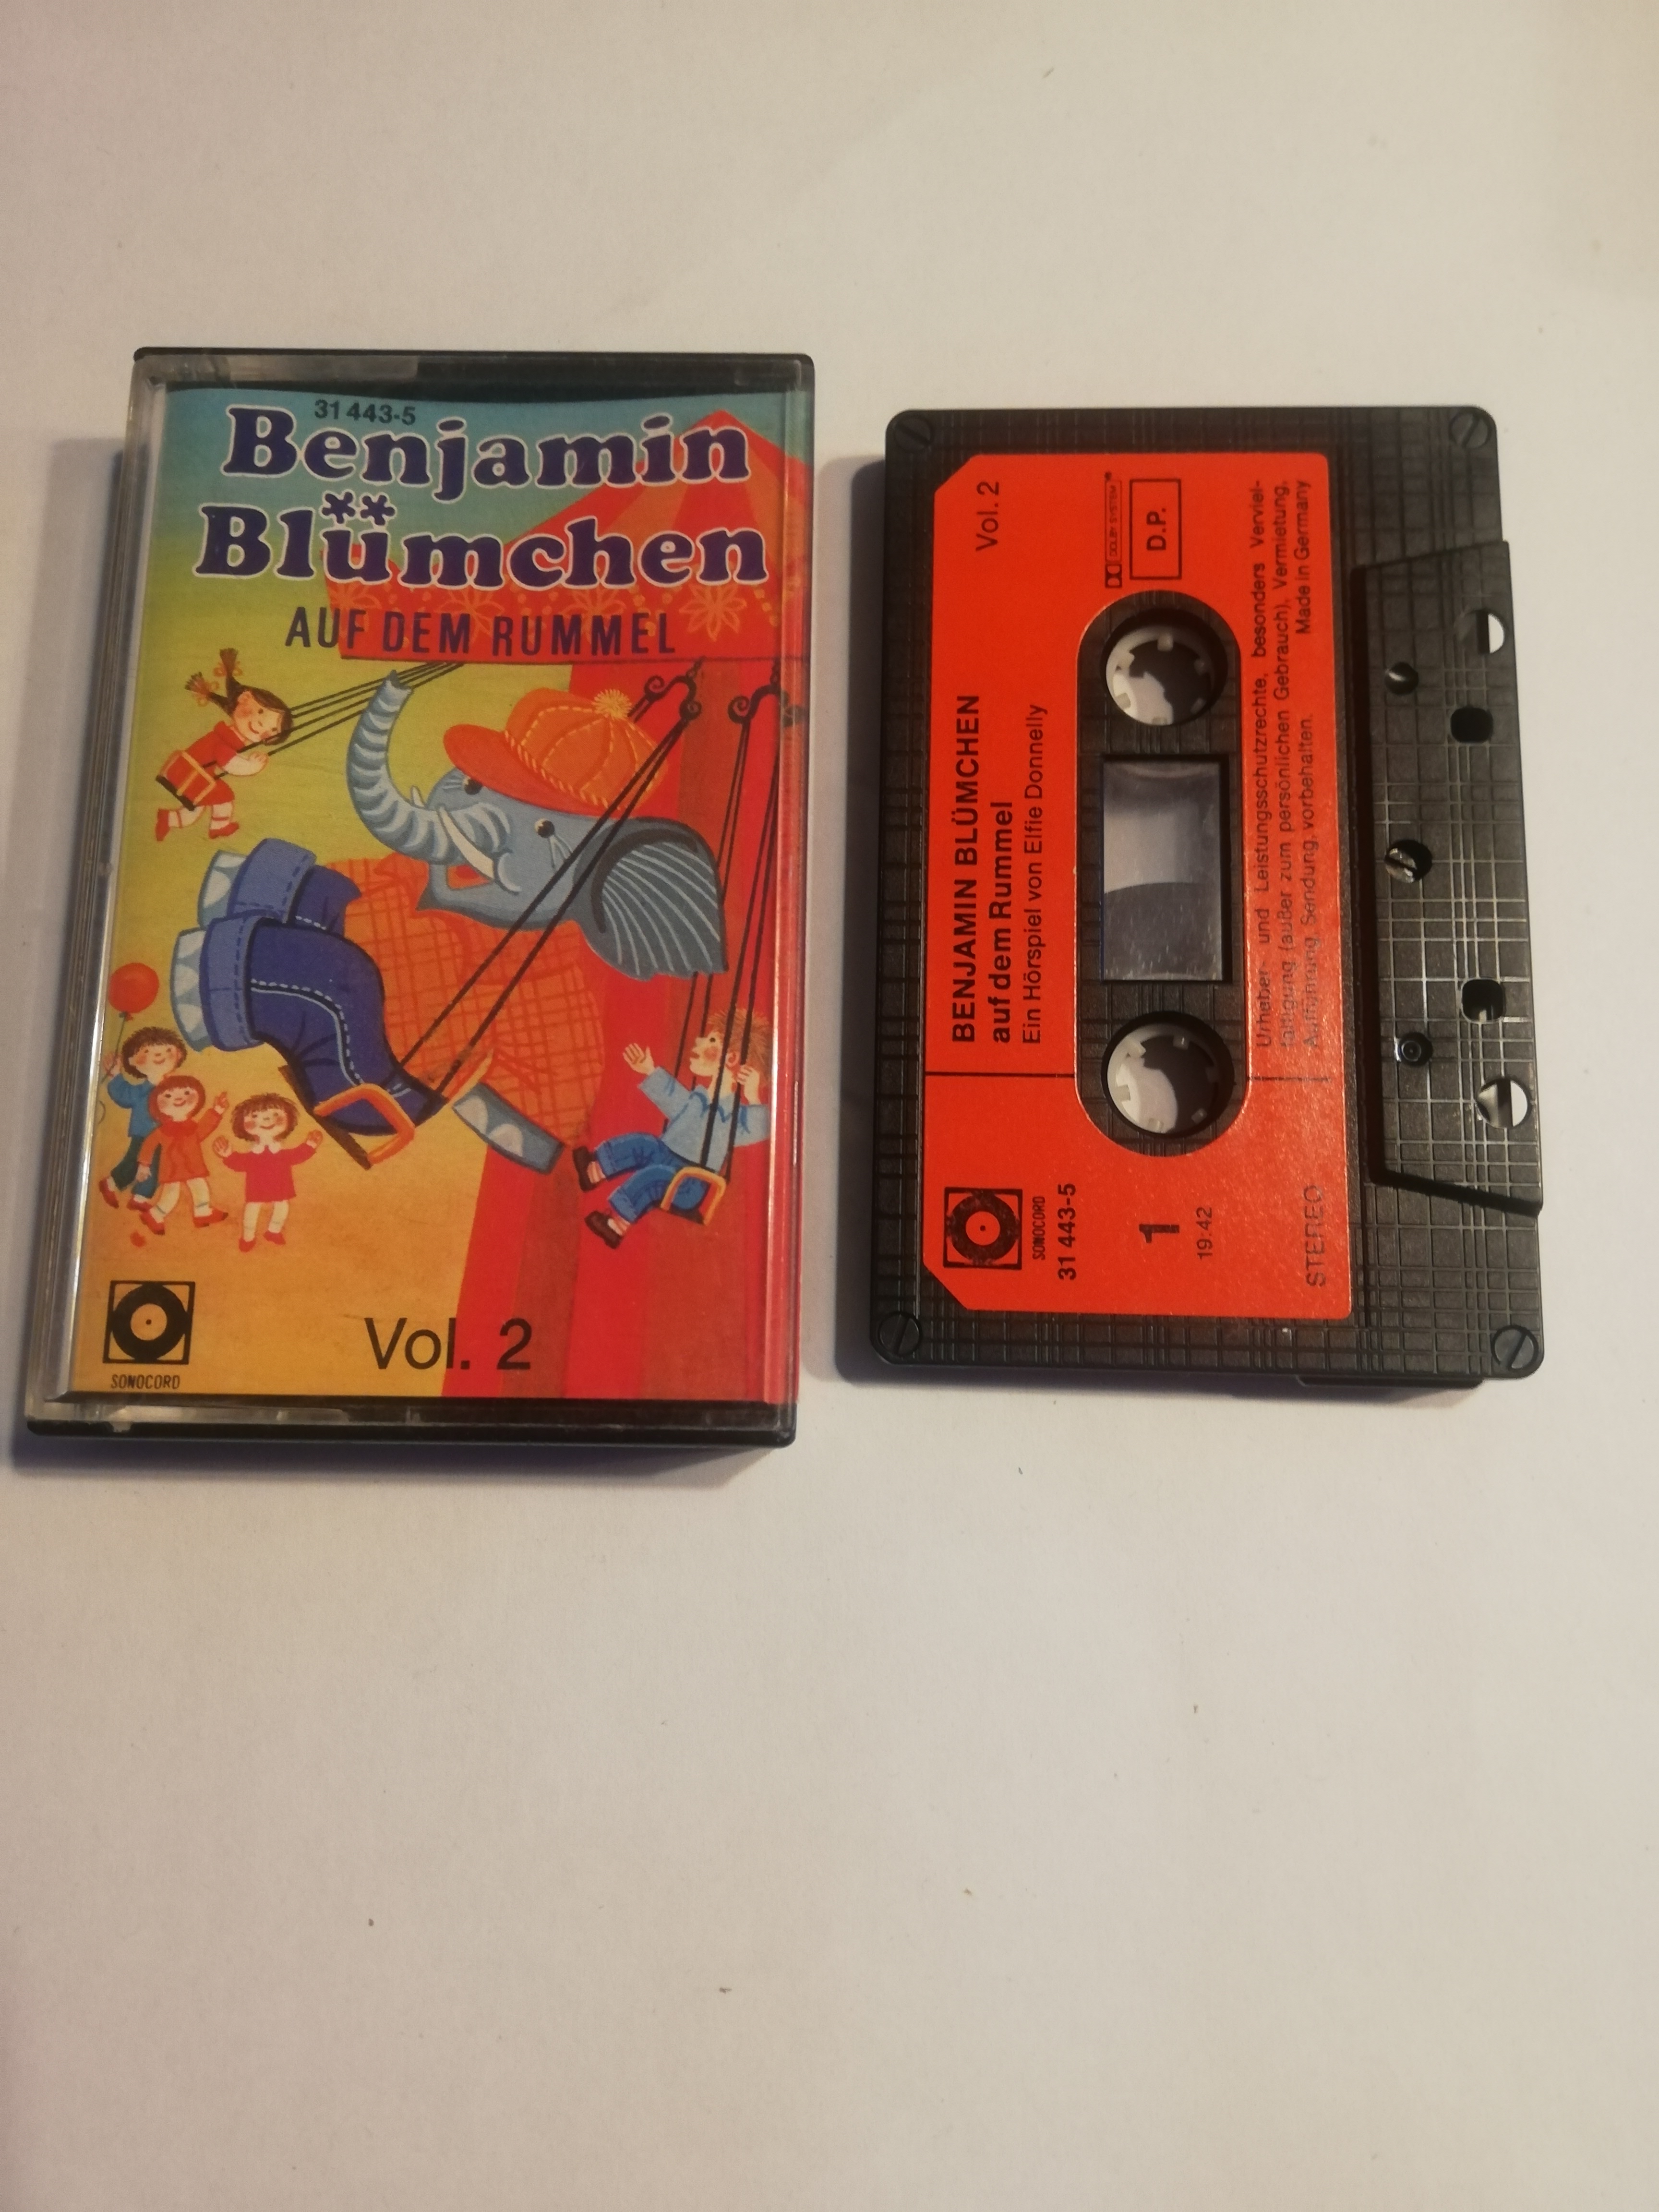 31 443-5
Benjamin
Blümchen
AUF DEM RUMMEL
Vol. 2
SONOCORD
BENJAMIN BLÜMCHEN
auf dem Rummel
Ein Hörspiel von Elfie Donnelly
Vol. 2
DOLBY SYSTEM
D.P.
SONOCORD
31 443-5
1
19:42
STEREO
Urheber- und Leistungsschutzrechte, besonders Verviel-
fältigung (außer zum persönlichen Gebrauch), Vermietung,
Aufführung, Sendung, vorbehalten. Made in Germany